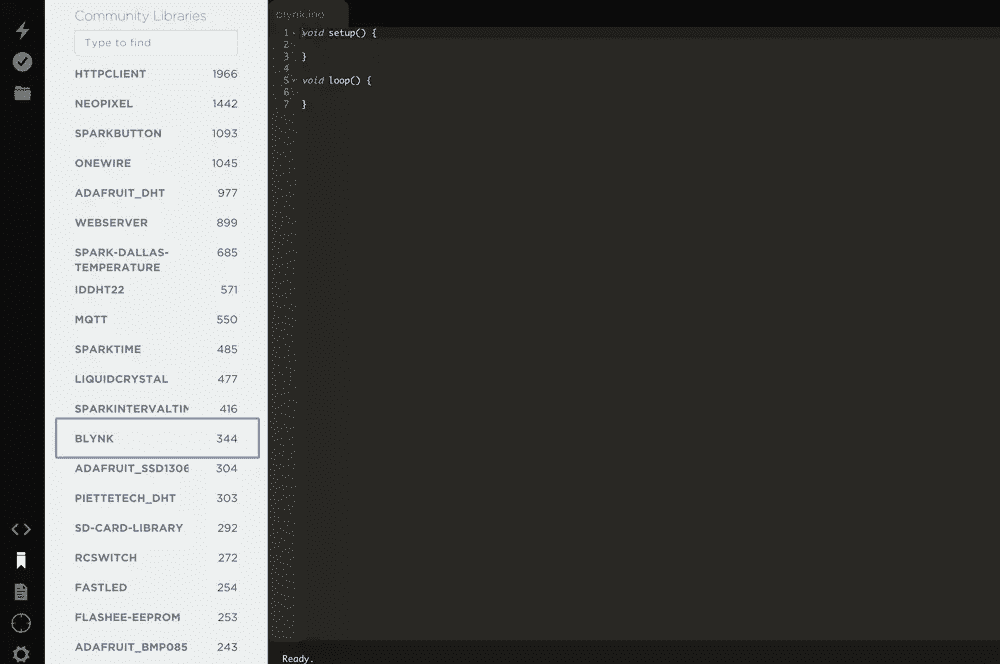 Community Libraries
Type to find
HTTPCLIENT 1966
NEOPIXEL 1442
SPARKBUTTON 1093
ONEWIRE 1045
ADAFRUIT_DHT 977
WEBSERVER 899
SPARK-DALLAS- 685
TEMPERATURE
IDDHT22 571
MQTT 550
SPARKTIME 485
LIQUIDCRYSTAL 477
SPARKINTERVALTIM 416
BLYNK 344
ADAFRUIT_SSD1306 304
PIETTETECH_DHT 303
SD-CARD-LIBRARY 292
RCSWITCH 272
FASTLED 254
FLASHEE-EEPROM 253
ADAFRUIT_BMP085 243
blynk.ino
1 void setup() {
2
3 }
4
5 void loop() {
6
7 }
Ready.